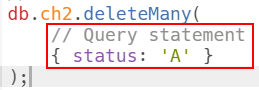 db.ch2.deleteMany(
// Query statement
{ status: 'A' }
);